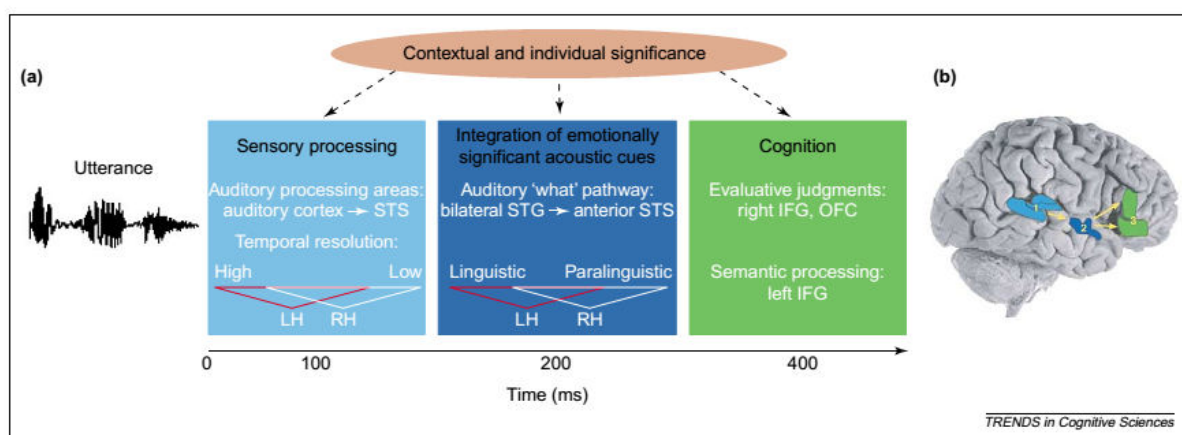 Contextual and individual significance
(a)
(b)
Utterance
Sensory processing
Auditory processing areas:
auditory cortex → STS
Temporal resolution:
High Low
LH RH
Integration of emotionally
significant acoustic cues
Auditory ‘what’ pathway:
bilateral STG → anterior STS
Linguistic Paralinguistic
LH RH
Cognition
Evaluative judgments:
right IFG, OFC
Semantic processing:
left IFG
1
2
3
0 100 200 400
Time (ms)
TRENDS in Cognitive Sciences